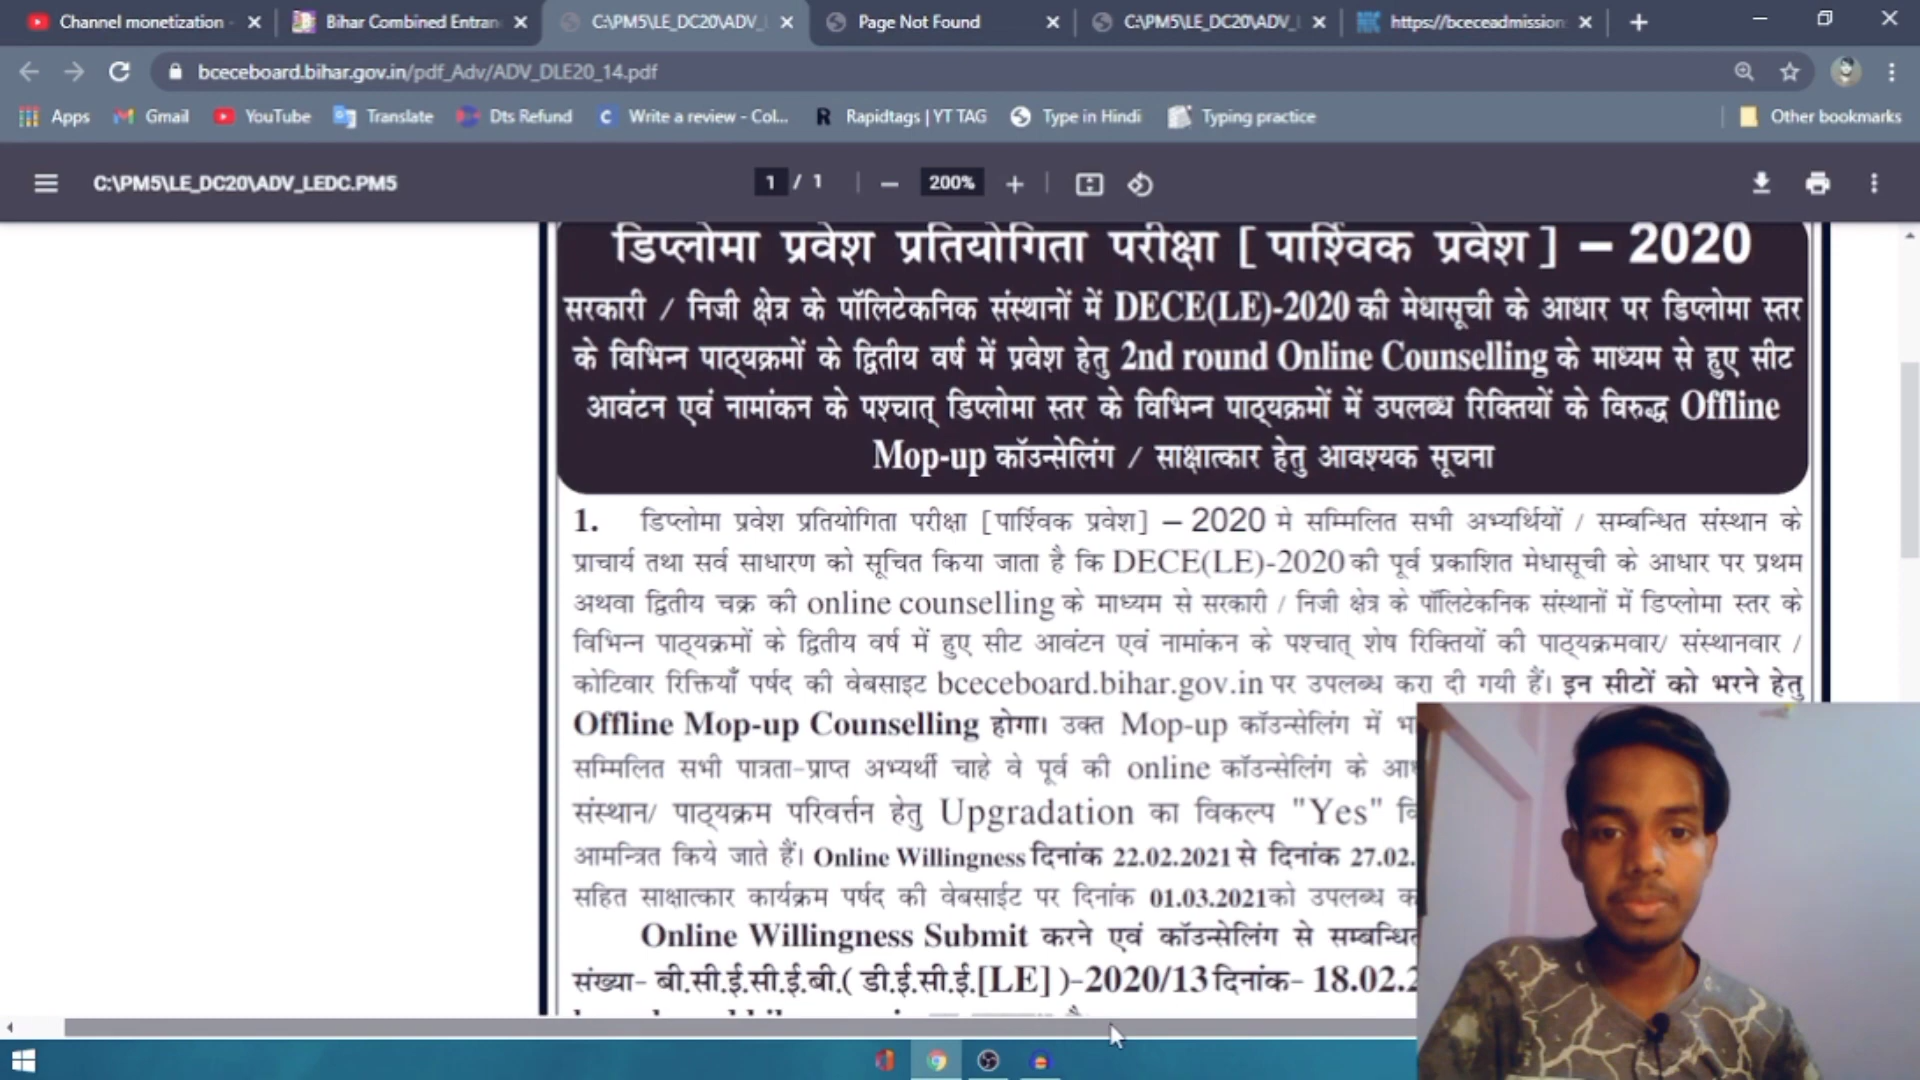 Channel monetization
Bihar Combined Entran
C:\PM5\LE_DC20\ADV_
Page Not Found
C:\PM5\LE_DC20\ADV_
https://bceceadmission
bceceboard.bihar.gov.in/pdf_Adv/ADV_DLE20_14.pdf
Apps Gmail YouTube Translate Dts Refund Write a review - Col... Rapidtags | YT TAG Type in Hindi Typing practice Other bookmarks
C:\PM5\LE_DC20\ADV_LEDC.PM5 1 / 1 200%
डिप्लोमा प्रवेश प्रतियोगिता परीक्षा [ पार्श्विक प्रवेश ] – 2020
सरकारी / निजी क्षेत्र के पॉलिटेकनिक संस्थानों में DECE(LE)-2020 की मेधासूची के आधार पर डिप्लोमा स्तर
के विभिन्न पाठ्यक्रमों के द्वितीय वर्ष में प्रवेश हेतु 2nd round Online Counselling के माध्यम से हुए सीट
आवंटन एवं नामांकन के पश्चात् डिप्लोमा स्तर के विभिन्न पाठ्यक्रमों में उपलब्ध रिक्तियों के विरुद्ध Offline
Mop-up कॉउन्सेलिंग / साक्षात्कार हेतु आवश्यक सूचना
1. डिप्लोमा प्रवेश प्रतियोगिता परीक्षा [पार्श्विक प्रवेश] – 2020 मे सम्मिलित सभी अभ्यर्थियों / सम्बन्धित संस्थान के
प्राचार्य तथा सर्व साधारण को सूचित किया जाता है कि DECE(LE)-2020 की पूर्व प्रकाशित मेधासूची के आधार पर प्रथम
अथवा द्वितीय चक्र की online counselling के माध्यम से सरकारी / निजी क्षेत्र के पॉलिटेकनिक संस्थानों में डिप्लोमा स्तर के
विभिन्न पाठ्यक्रमों के द्वितीय वर्ष में हुए सीट आवंटन एवं नामांकन के पश्चात् शेष रिक्तियों की पाठ्यक्रमवार/ संस्थानवार /
कोटिवार रिक्तियाँ पर्षद की वेबसाइट bceceboard.bihar.gov.in पर उपलब्ध करा दी गयी हैं। इन सीटों को भरने हेतु
Offline Mop-up Counselling होगा। उक्त Mop-up कॉउन्सेलिंग में
सम्मिलित सभी पात्रता-प्राप्त अभ्यर्थी चाहे वे पूर्व की online कॉउन्सेलिंग के
संस्थान/ पाठ्यक्रम परिवर्त्तन हेतु Upgradation का विकल्प "Yes"
आमन्त्रित किये जाते हैं। Online Willingness दिनांक 22.02.2021 से दिनांक 27.02.
सहित साक्षात्कार कार्यक्रम पर्षद की वेबसाईट पर दिनांक 01.03.2021 को उपलब्ध
Online Willingness Submit करने एवं कॉउन्सेलिंग से सम्बन्धित
संख्या- बी.सी.ई.सी.ई.बी.( डी.ई.सी.ई.[LE] )-2020/13 दिनांक- 18.02.2